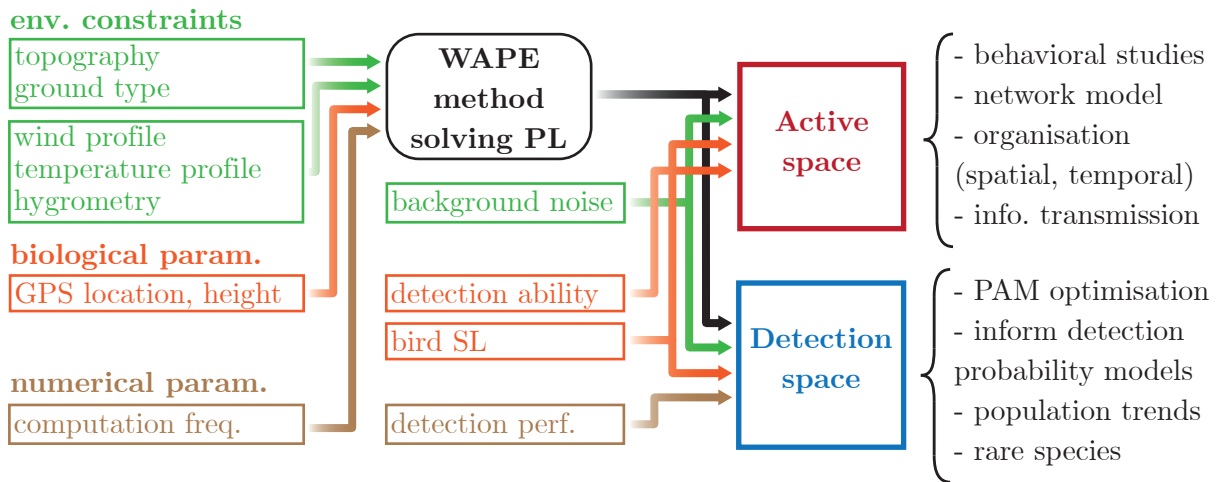 env. constraints
topography
ground type
wind profile
temperature profile
hygrometry
biological param.
GPS location, height
numerical param.
computation freq.
WAPE
method
solving PL
background noise
detection ability
bird SL
detection perf.
Active
space
Detection
space
- behavioral studies
- network model
- organisation
(spatial, temporal)
- info. transmission
- PAM optimisation
- inform detection
probability models
- population trends
- rare species